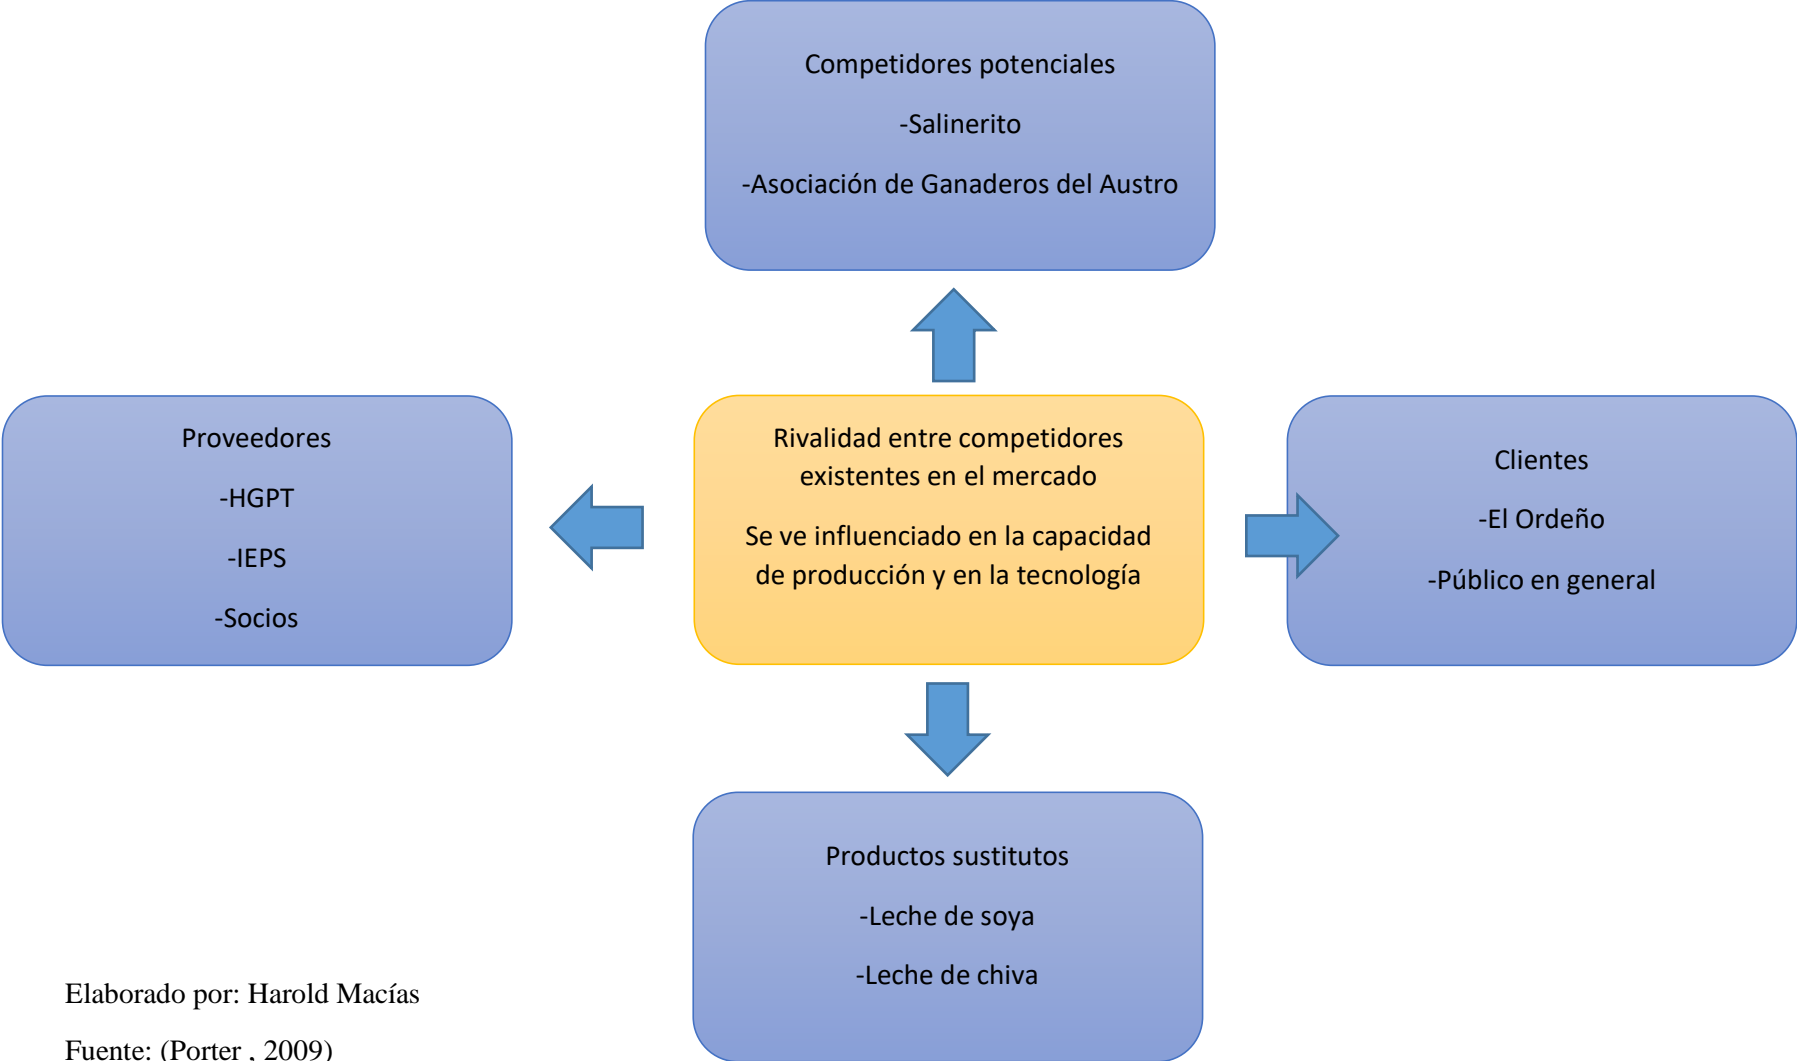 Competidores potenciales
-Salinerito
-Asociación de Ganaderos del Austro
Proveedores
-HGPT
-IEPS
-Socios
Rivalidad entre competidores
existentes en el mercado
Se ve influenciado en la capacidad
de producción y en la tecnología
Clientes
-El Ordeño
-Público en general
Productos sustitutos
-Leche de soya
-Leche de chiva
Elaborado por: Harold Macías
Fuente: (Porter , 2009)